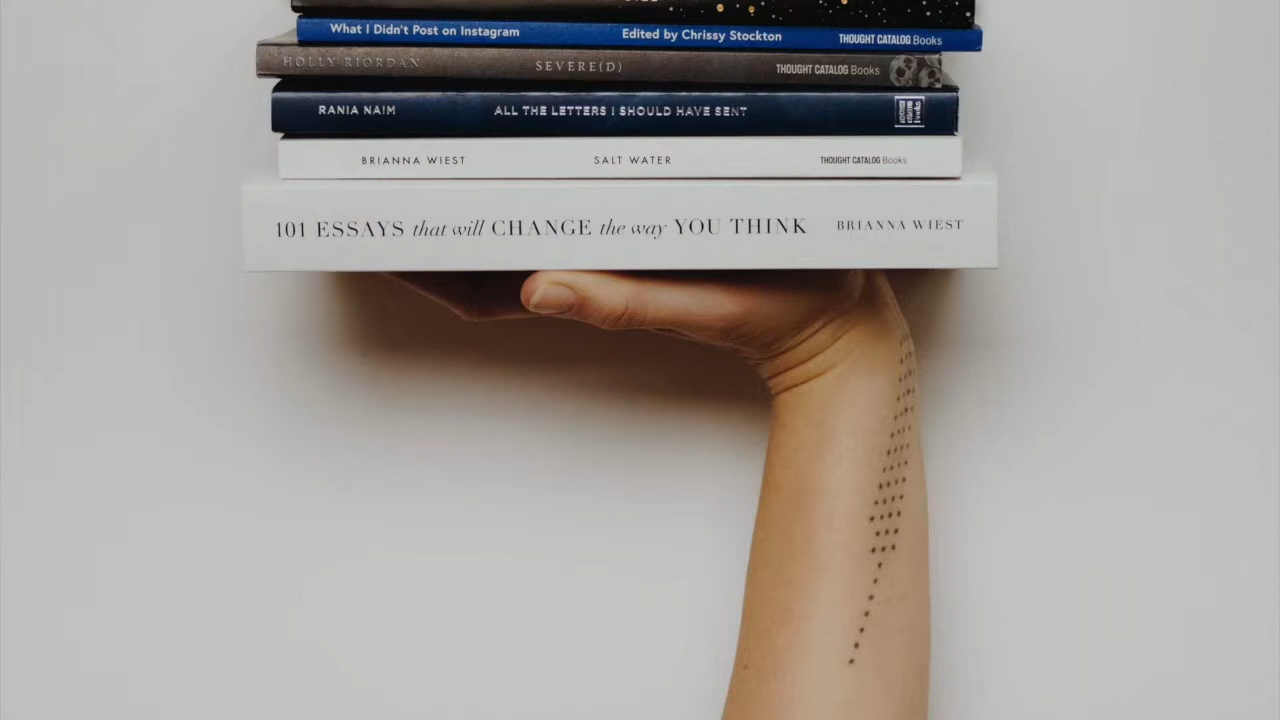 What I Didn't Post on Instagram Edited by Chrissy Stockton THOUGHT CATALOG Books
HOLLY RIORDAN SEVERE(D) THOUGHT CATALOG Books
RANIA NAIM ALL THE LETTERS I SHOULD HAVE SENT
BRIANNA WIEST SALT WATER THOUGHT CATALOG Books
101 ESSAYS that will CHANGE the way YOU THINK BRIANNA WIEST